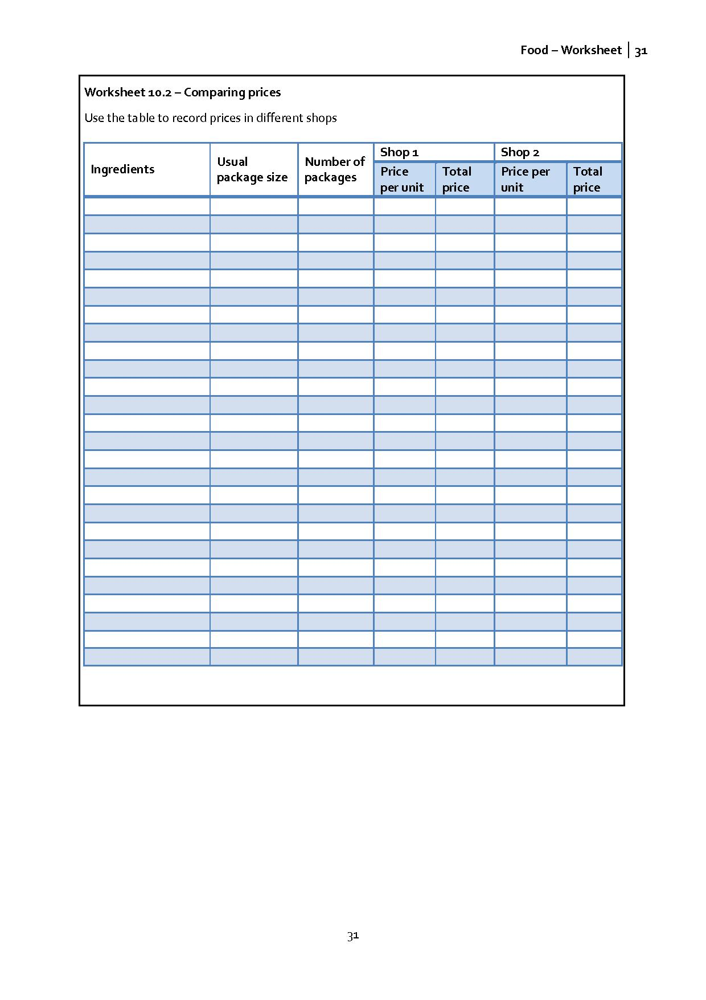 Food – Worksheet | 31
Worksheet 10.2 – Comparing prices
Use the table to record prices in different shops
Ingredients
Usual
package size
Number of
packages
Shop 1
Shop 2
Price
per unit
Total
price
Price per
unit
Total
price
31